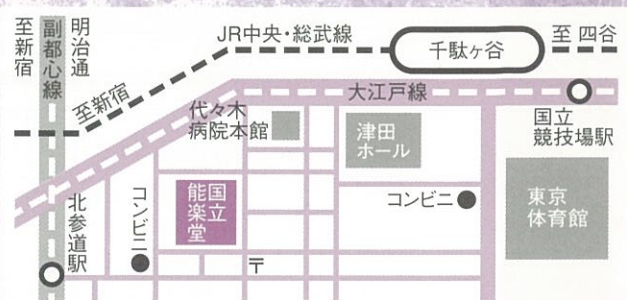 至新宿
副都心線
明治通
JR中央・総武線
千駄ヶ谷
至 四谷
至新宿
大江戸線
国立
競技場駅
代々木
病院本館
津田
ホール
コンビニ
東京
体育館
国立
能楽堂
コンビニ
北参道駅
〒